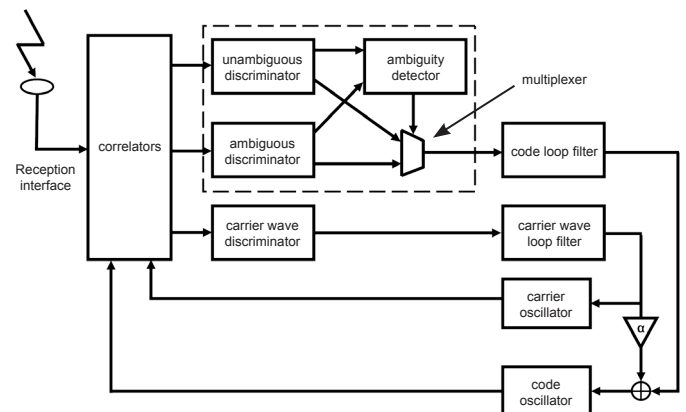 unambiguous
discriminator
ambiguity
detector
multiplexer
correlators
ambiguous
discriminator
code loop filter
Reception
interface
carrier wave
discriminator
carrier wave
loop filter
carrier
oscillator
α
code
oscillator